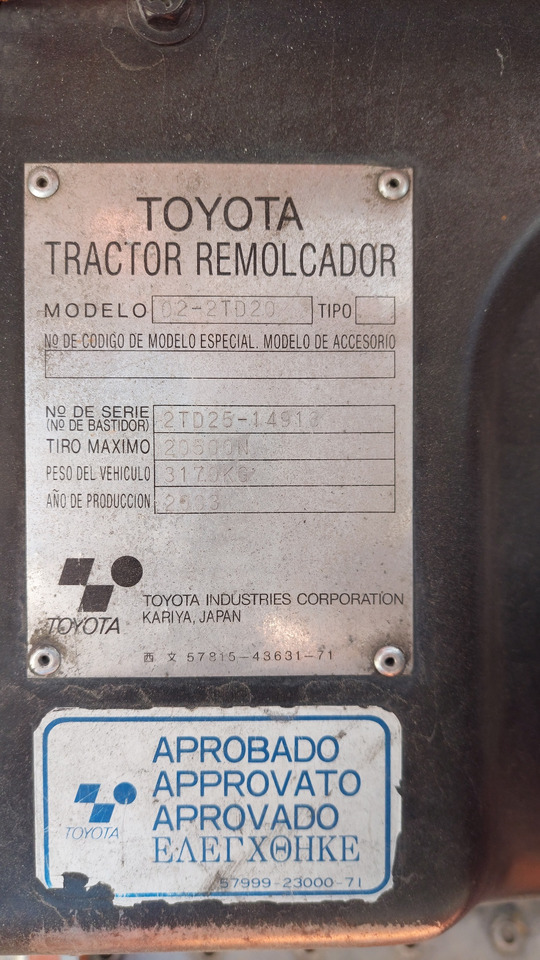 TOYOTA
TRACTOR REMOLCADOR
MODELO 02-2TD20 TIPO
Nº DE CODIGO DE MODELO ESPECIAL. MODELO DE ACCESORIO
Nº DE SERIE
(Nº DE BASTIDOR)
TIRO MAXIMO
PESO DEL VEHICULO 3170KG
AÑO DE PRODUCCION
TOYOTA
TOYOTA INDUSTRIES CORPORATION
KARIYA, JAPAN
西 文 57815-43631-71
APROBADO
APPROVATO
APROVADO
ΕΛΕΓΧΘΗΚΕ
TOYOTA
57999-23000-71